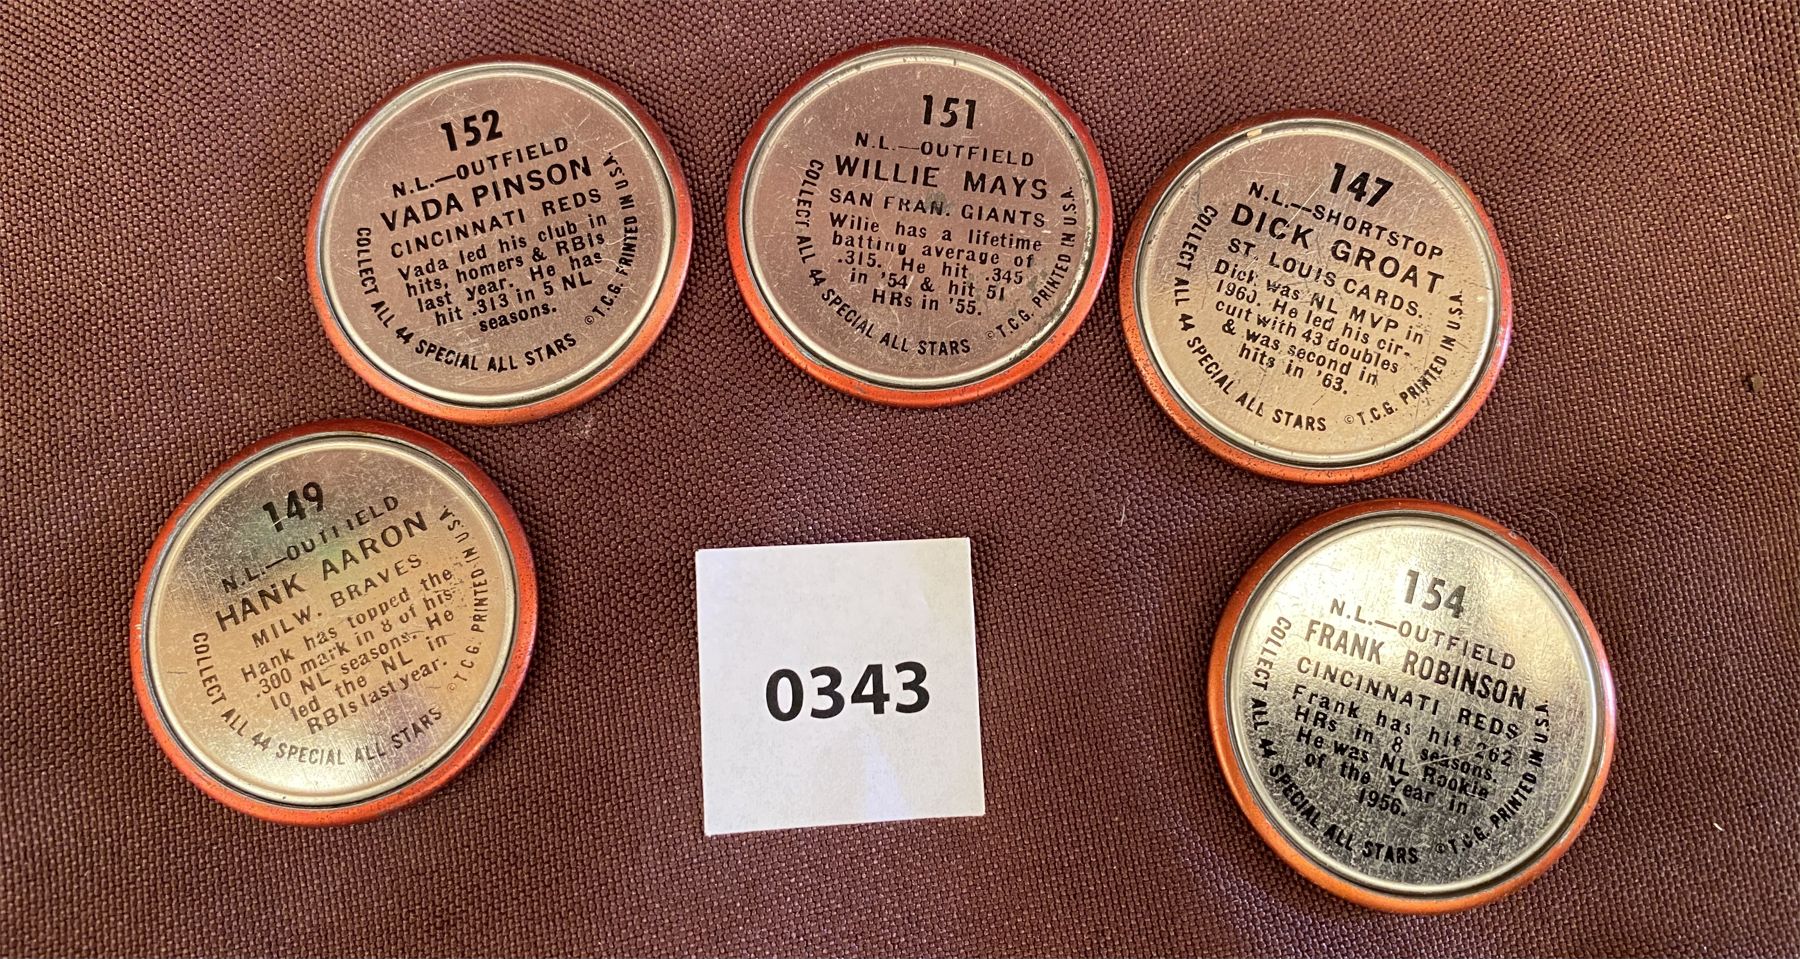 152
N.L.—OUTFIELD
VADA PINSON
CINCINNATI REDS
Vada led his club in
hits, homers & RBIs
last year. He has
hit .313 in 5 NL
seasons.
COLLECT ALL 44 SPECIAL ALL STARS ©T.C.G. PRINTED IN U.S.A.
151
N.L.—OUTFIELD
WILLIE MAYS
SAN FRAN. GIANTS
Willie has a lifetime
batting average of
.315. He hit .345
in '54 & hit 51
HRs in '55.
COLLECT ALL 44 SPECIAL ALL STARS ©T.C.G. PRINTED IN U.S.A.
147
N.L.—SHORTSTOP
DICK GROAT
ST. LOUIS CARDS.
Dick was NL MVP in
1960. He led his cir-
cuit with 43 doubles
& was second in
hits in '63.
COLLECT ALL 44 SPECIAL ALL STARS ©T.C.G. PRINTED IN U.S.A.
149
N.L.—OUTFIELD
HANK AARON
MILW. BRAVES
Hank has topped the
.300 mark in 8 of his
10 NL seasons. He
led the NL in
RBIs last year.
COLLECT ALL 44 SPECIAL ALL STARS ©T.C.G. PRINTED IN U.S.A.
0343
154
N.L.—OUTFIELD
FRANK ROBINSON
CINCINNATI REDS
Frank has hit 262
HRs in 8 seasons.
He was NL Rookie
of the Year in
1956.
COLLECT ALL 44 SPECIAL ALL STARS ©T.C.G. PRINTED IN U.S.A.